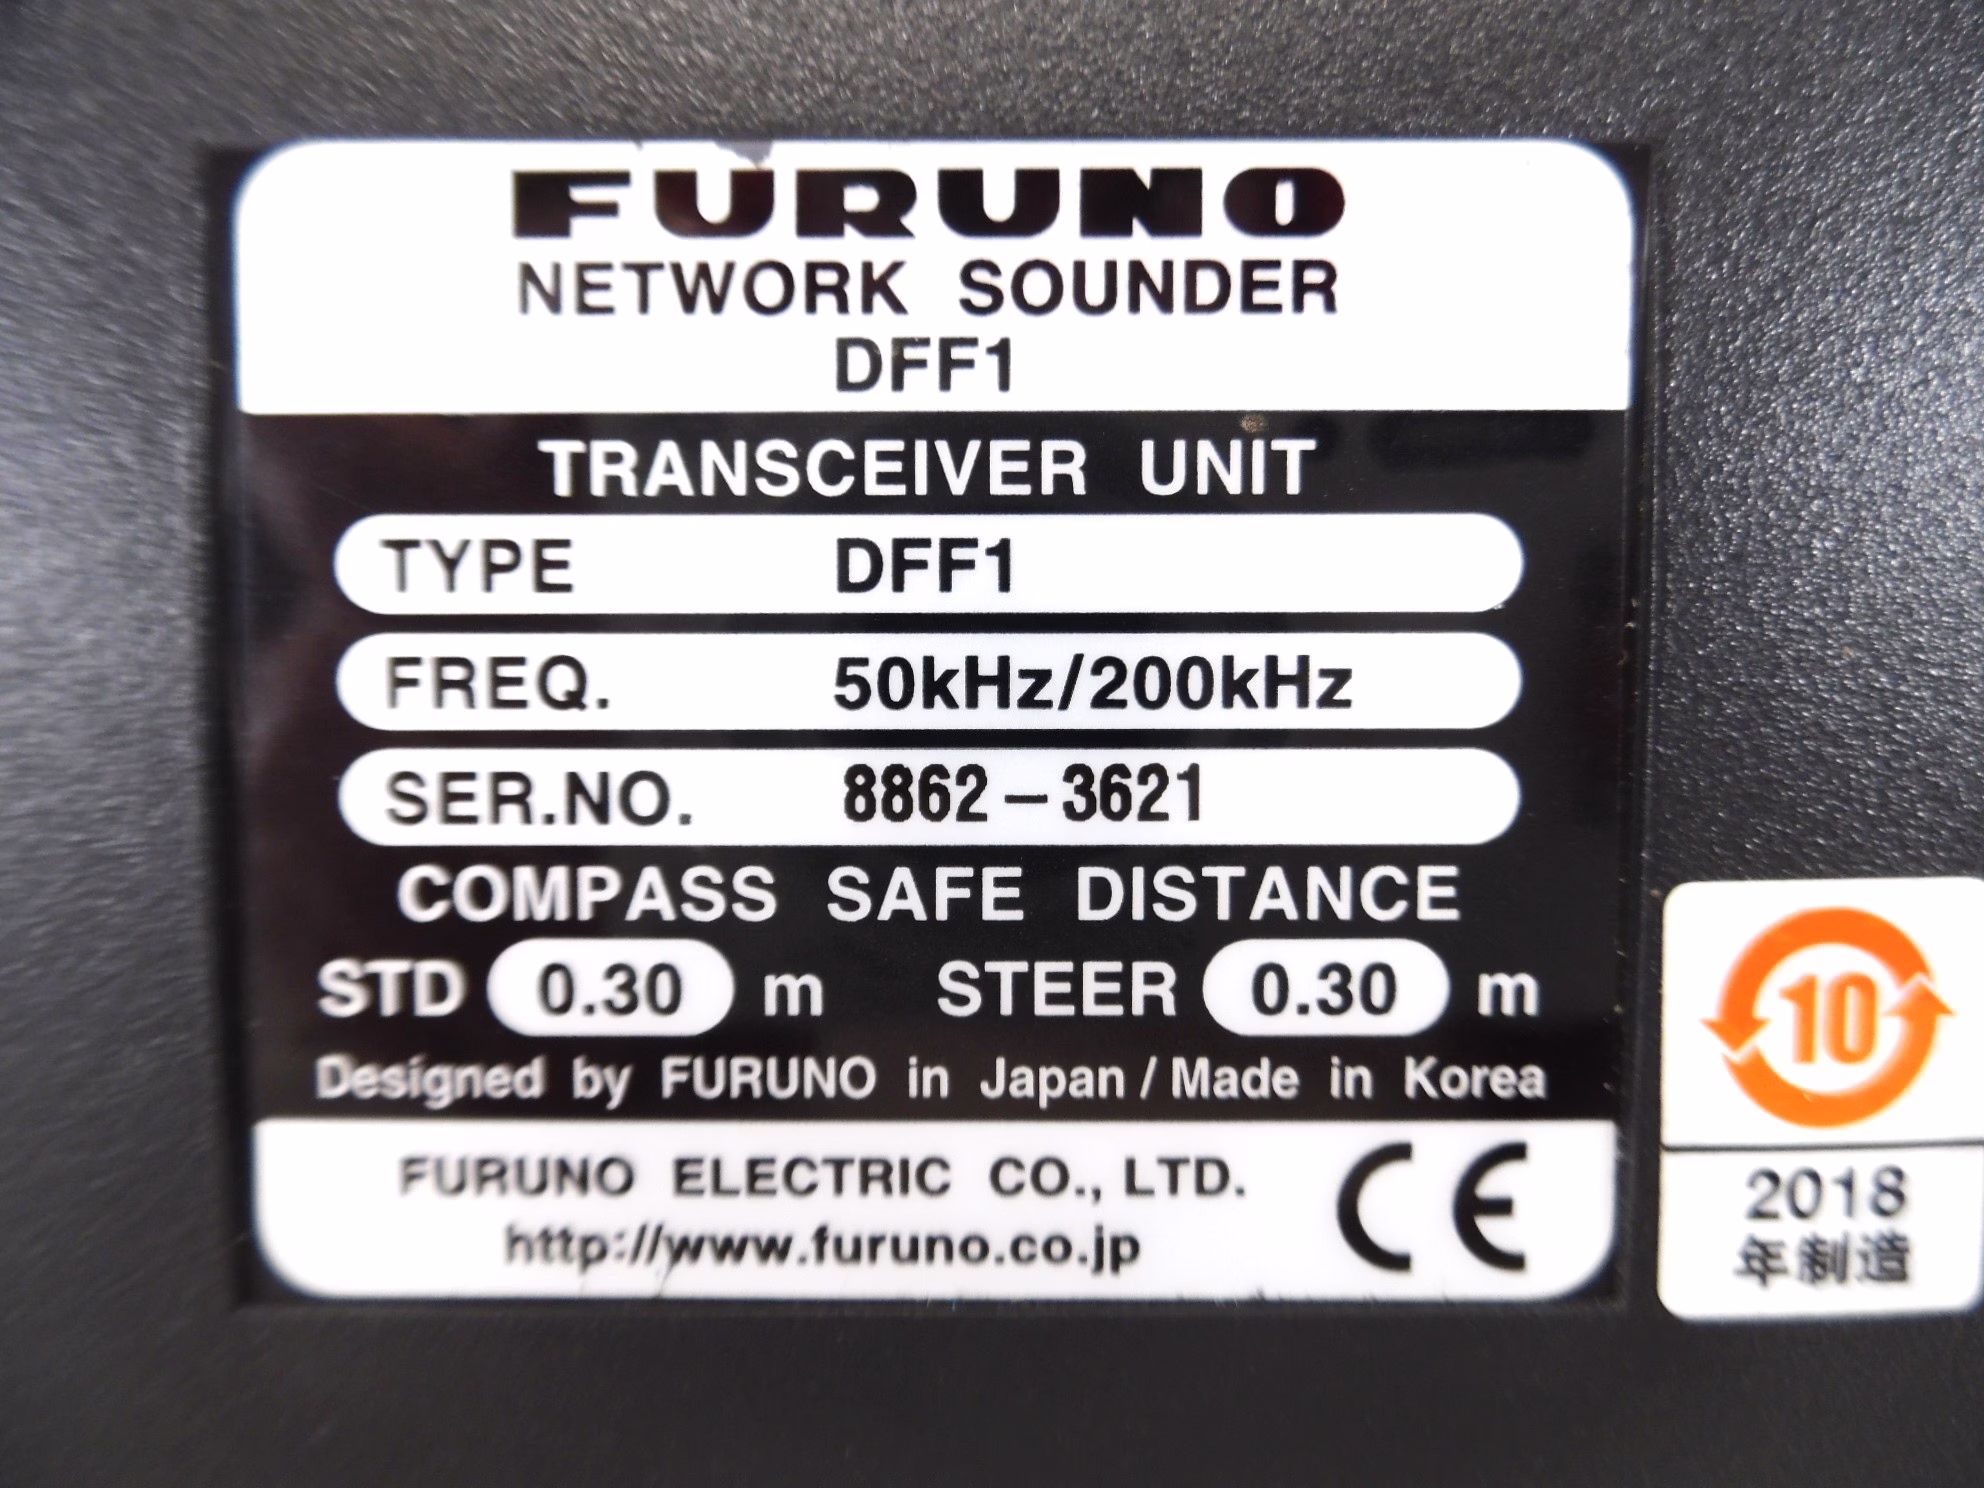 FURUNO
NETWORK SOUNDER
DFF1
TRANSCEIVER UNIT
TYPE DFF1
FREQ. 50kHz/200kHz
SER.NO. 8862-3621
COMPASS SAFE DISTANCE
STD 0.30 m STEER 0.30 m
Designed by FURUNO in Japan / Made in Korea
FURUNO ELECTRIC CO., LTD.
http://www.furuno.co.jp
CE
10
2018
年制造